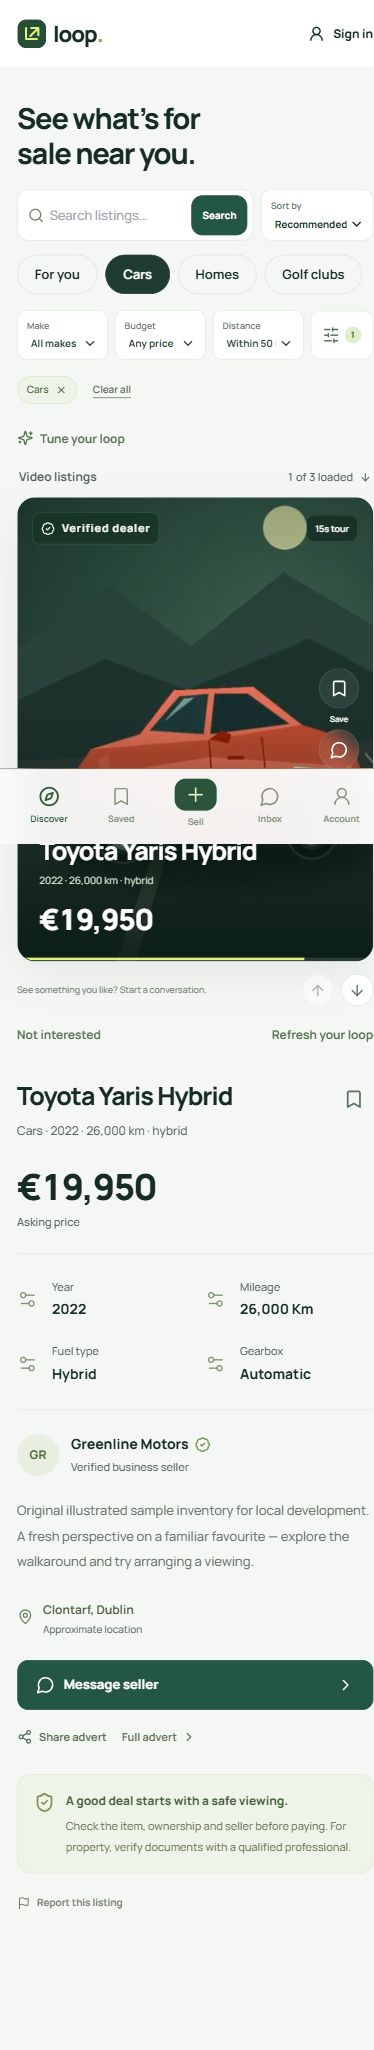 loop.
Sign in
See what's for
sale near you.
Search listings...
Search
Sort by
Recommended
For you
Cars
Homes
Golf clubs
Make
All makes
Budget
Any price
Distance
Within 50
1
Cars
Clear all
Tune your loop
Video listings
1 of 3 loaded
Verified dealer
15s tour
Save
Discover
Saved
Sell
Inbox
Account
Toyota Yaris Hybrid
2022 · 26,000 km · hybrid
€19,950
See something you like? Start a conversation.
Not interested
Refresh your loop
Toyota Yaris Hybrid
Cars · 2022 · 26,000 km · hybrid
€19,950
Asking price
Year
2022
Mileage
26,000 Km
Fuel type
Hybrid
Gearbox
Automatic
GR
Greenline Motors
Verified business seller
Original illustrated sample inventory for local development.
A fresh perspective on a familiar favourite — explore the
walkaround and try arranging a viewing.
Clontarf, Dublin
Approximate location
Message seller
Share advert
Full advert
A good deal starts with a safe viewing.
Check the item, ownership and seller before paying. For
property, verify documents with a qualified professional.
Report this listing